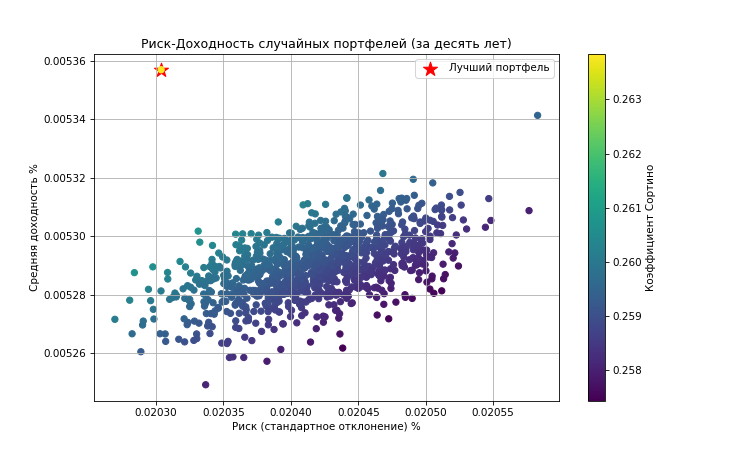 Риск-Доходность случайных портфелей (за десять лет)
Лучший портфель
Средняя доходность %
0.00536
0.00534
0.00532
0.00530
0.00528
0.00526
0.02030 0.02035 0.02040 0.02045 0.02050 0.02055
Риск (стандартное отклонение) %
0.263
0.262
0.261
0.260
0.259
0.258
Коэффициент Сортино